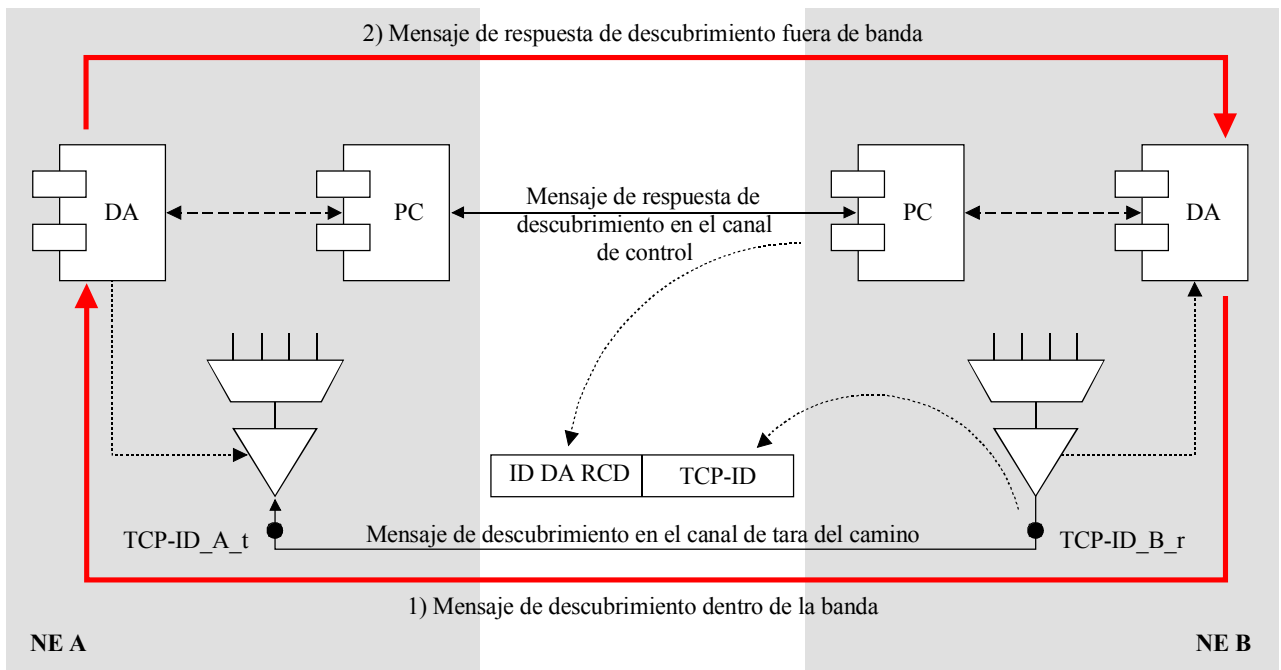 2) Mensaje de respuesta de descubrimiento fuera de banda
DA
PC
Mensaje de respuesta de
descubrimiento en el canal
de control
PC
DA
ID DA RCD
TCP-ID
TCP-ID_A_t
Mensaje de descubrimiento en el canal de tara del camino
TCP-ID_B_r
1) Mensaje de descubrimiento dentro de la banda
NE A
NE B